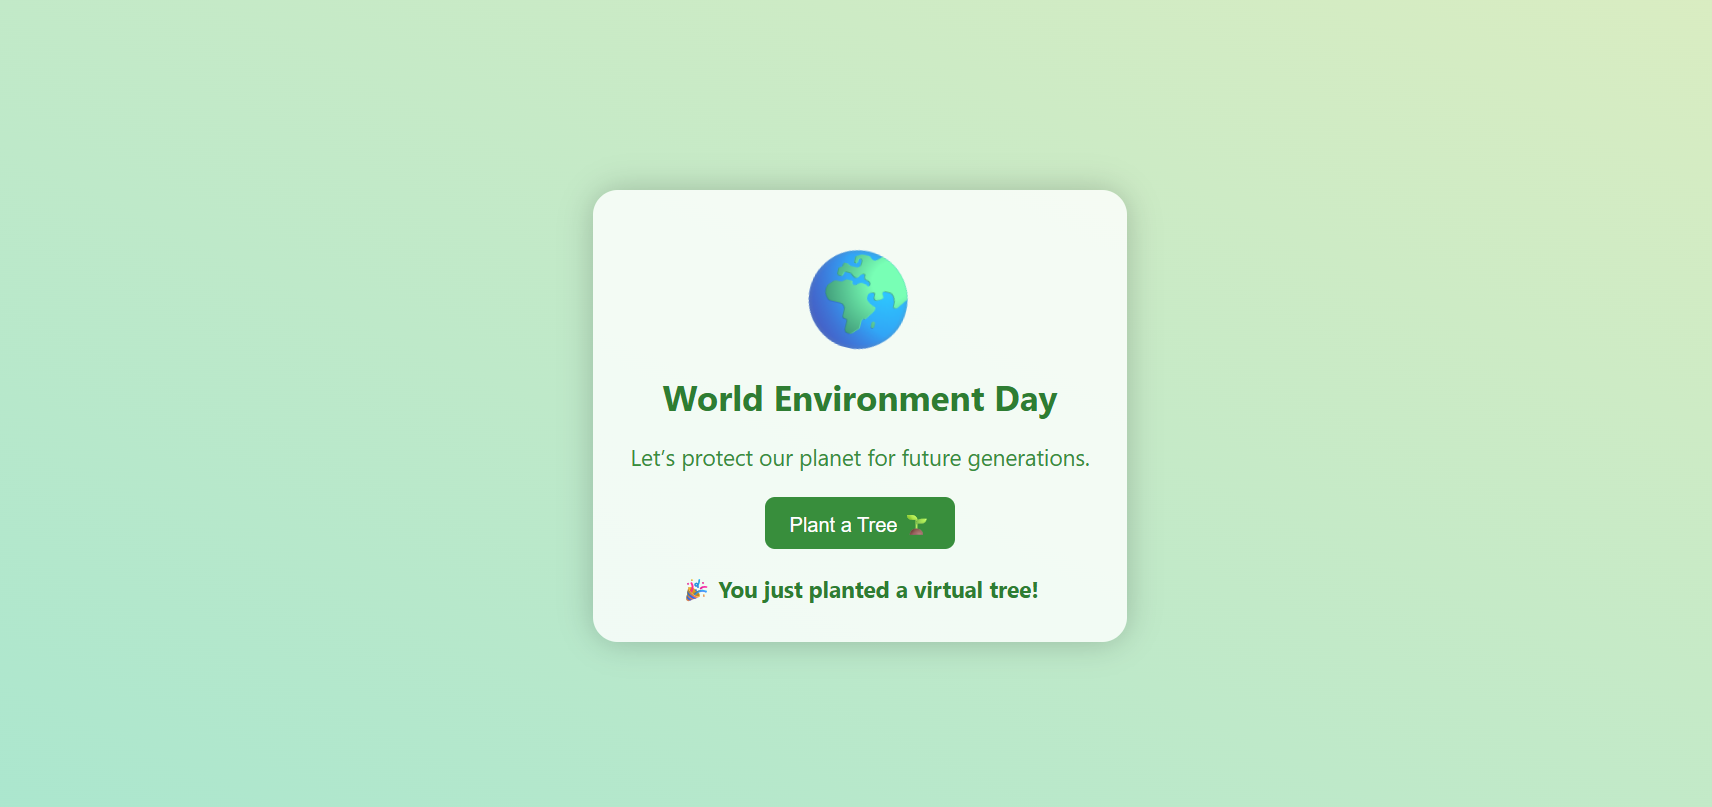 World Environment Day
Let’s protect our planet for future generations.
Plant a Tree 🌱
🎉 You just planted a virtual tree!